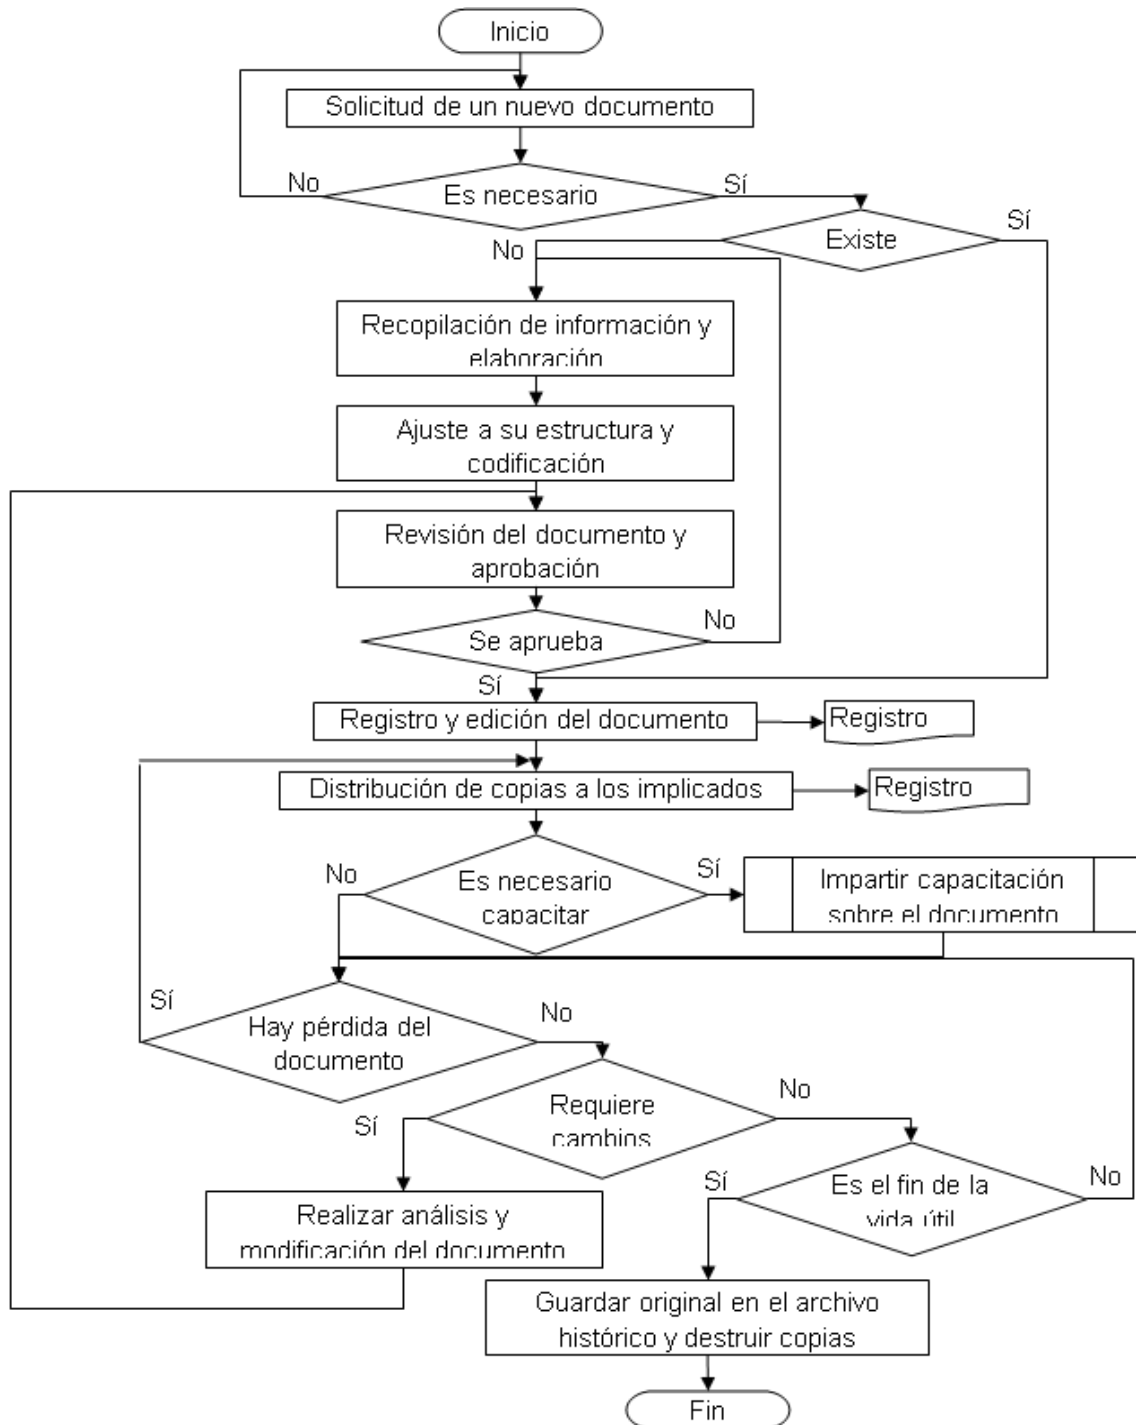 Inicio
Solicitud de un nuevo documento
No
Es necesario
Sí
Existe
Sí
No
Recopilación de información y
elaboración
Ajuste a su estructura y
codificación
Revisión del documento y
aprobación
Se aprueba
No
Sí
Registro y edición del documento
Registro
Distribución de copias a los implicados
Registro
No
Es necesario
capacitar
Sí
Impartir capacitación
sobre el documento
Sí
Hay pérdida del
documento
No
Requiere
cambios
No
Sí
Es el fin de la
vida útil
Sí
No
Realizar análisis y
modificación del documento
Guardar original en el archivo
histórico y destruir copias
Fin